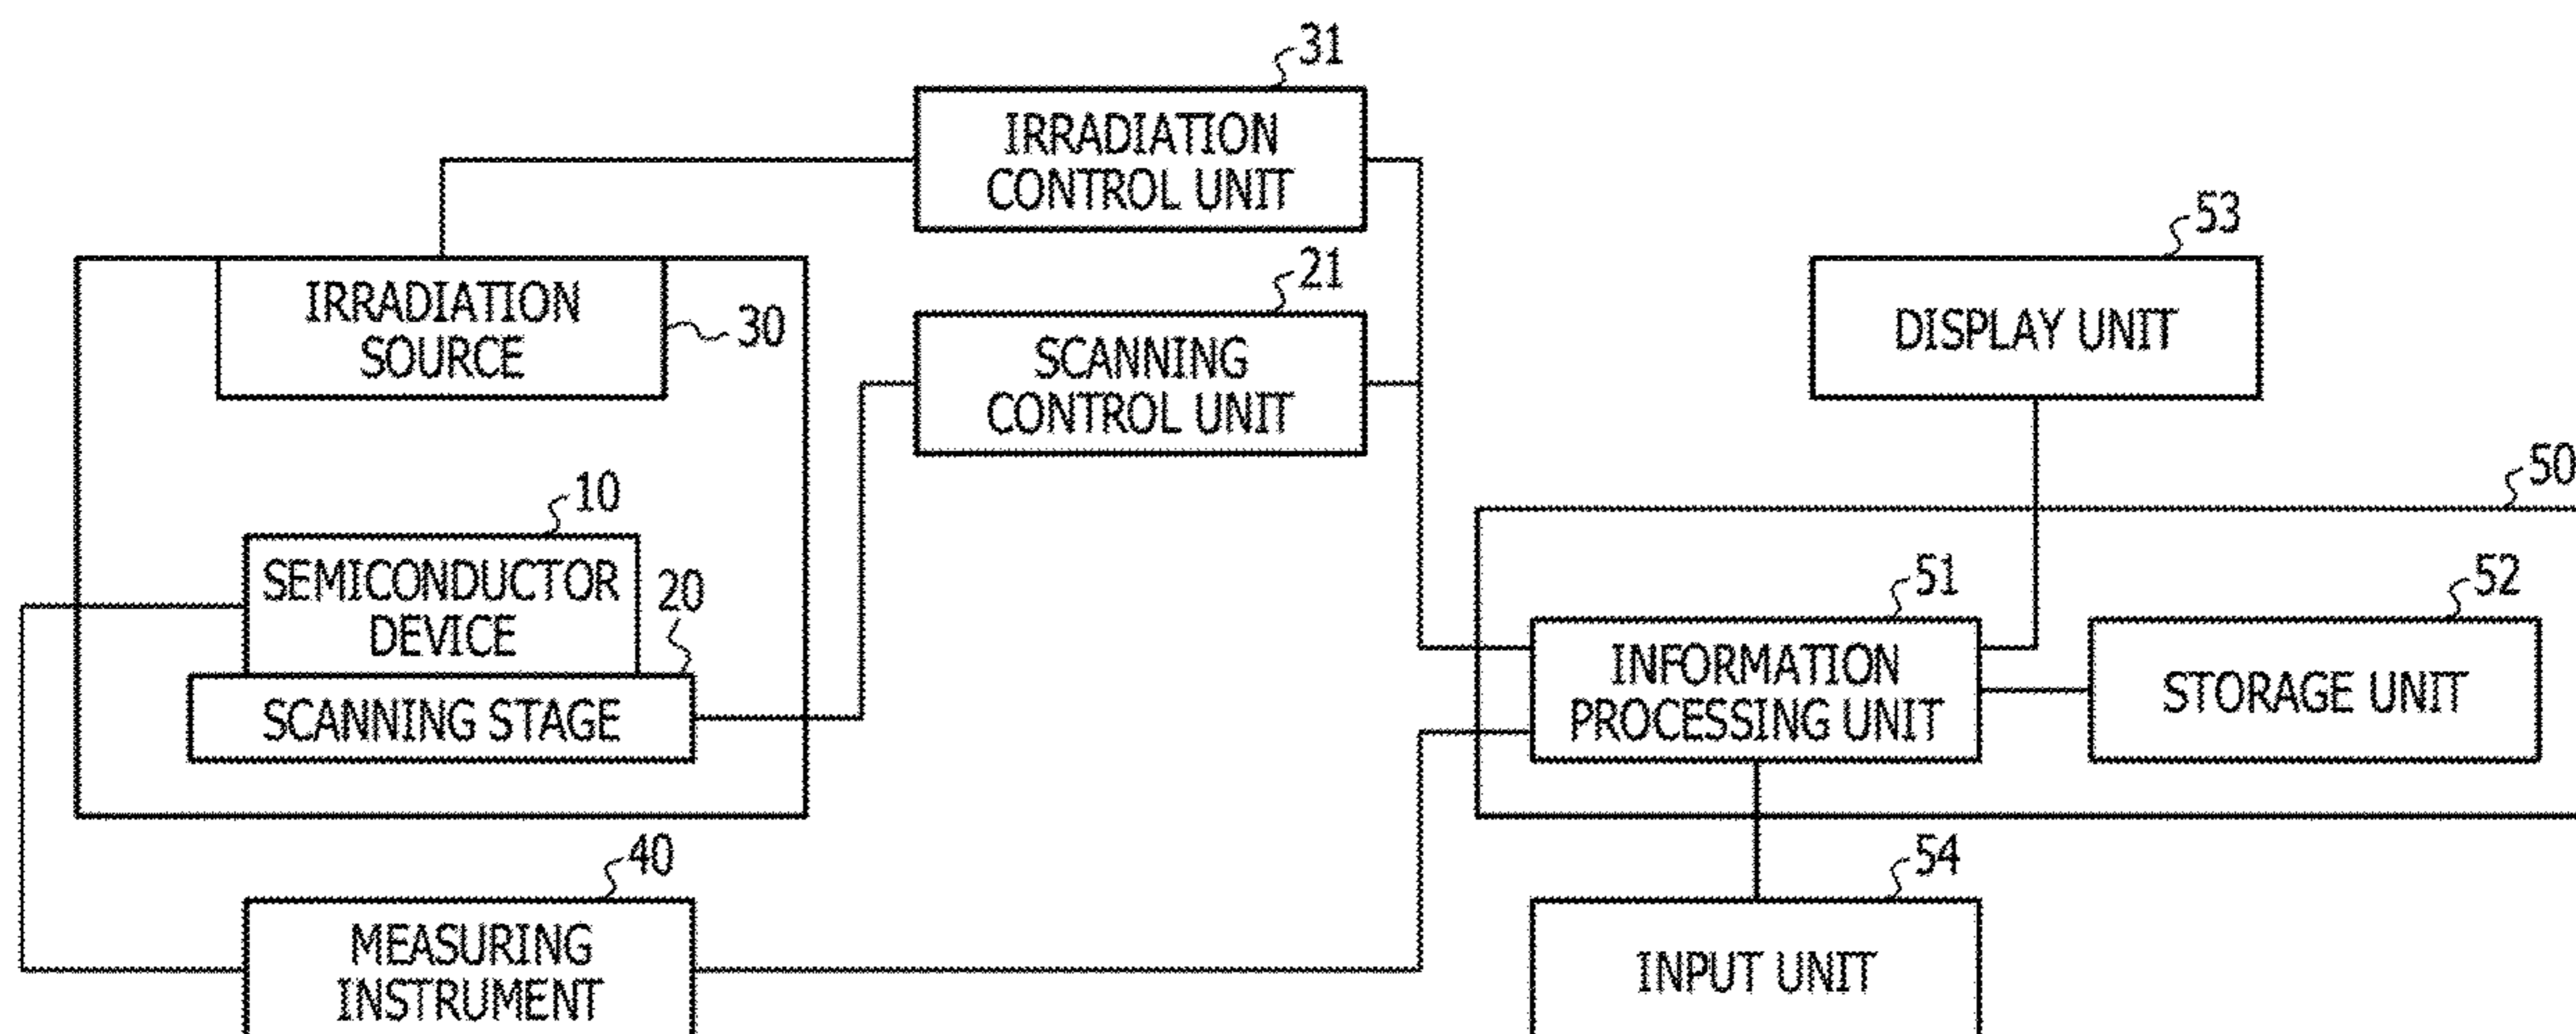 31
IRRADIATION
CONTROL UNIT
53
21
IRRADIATION
SOURCE
30
SCANNING
CONTROL UNIT
DISPLAY UNIT
50
10
SEMICONDUCTOR
DEVICE
20
SCANNING STAGE
51
INFORMATION
PROCESSING UNIT
52
STORAGE UNIT
40
MEASURING
INSTRUMENT
54
INPUT UNIT